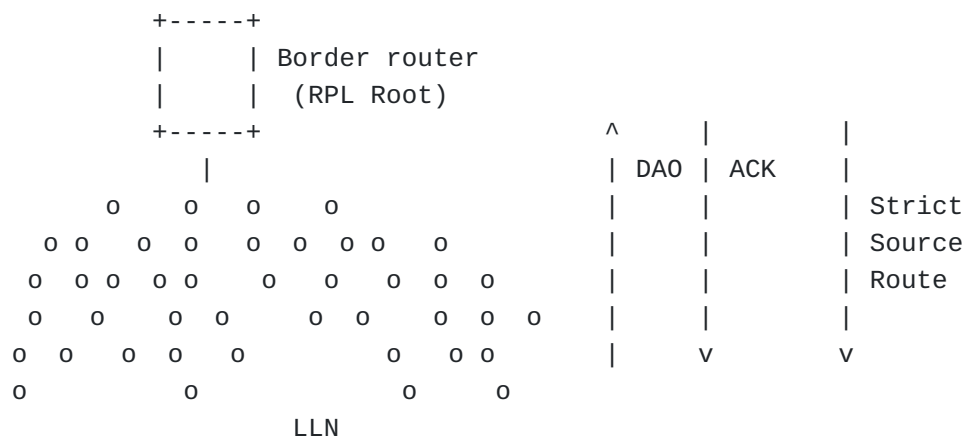 Border router
(RPL Root)
DAO ACK
Strict
Source
Route
LLN